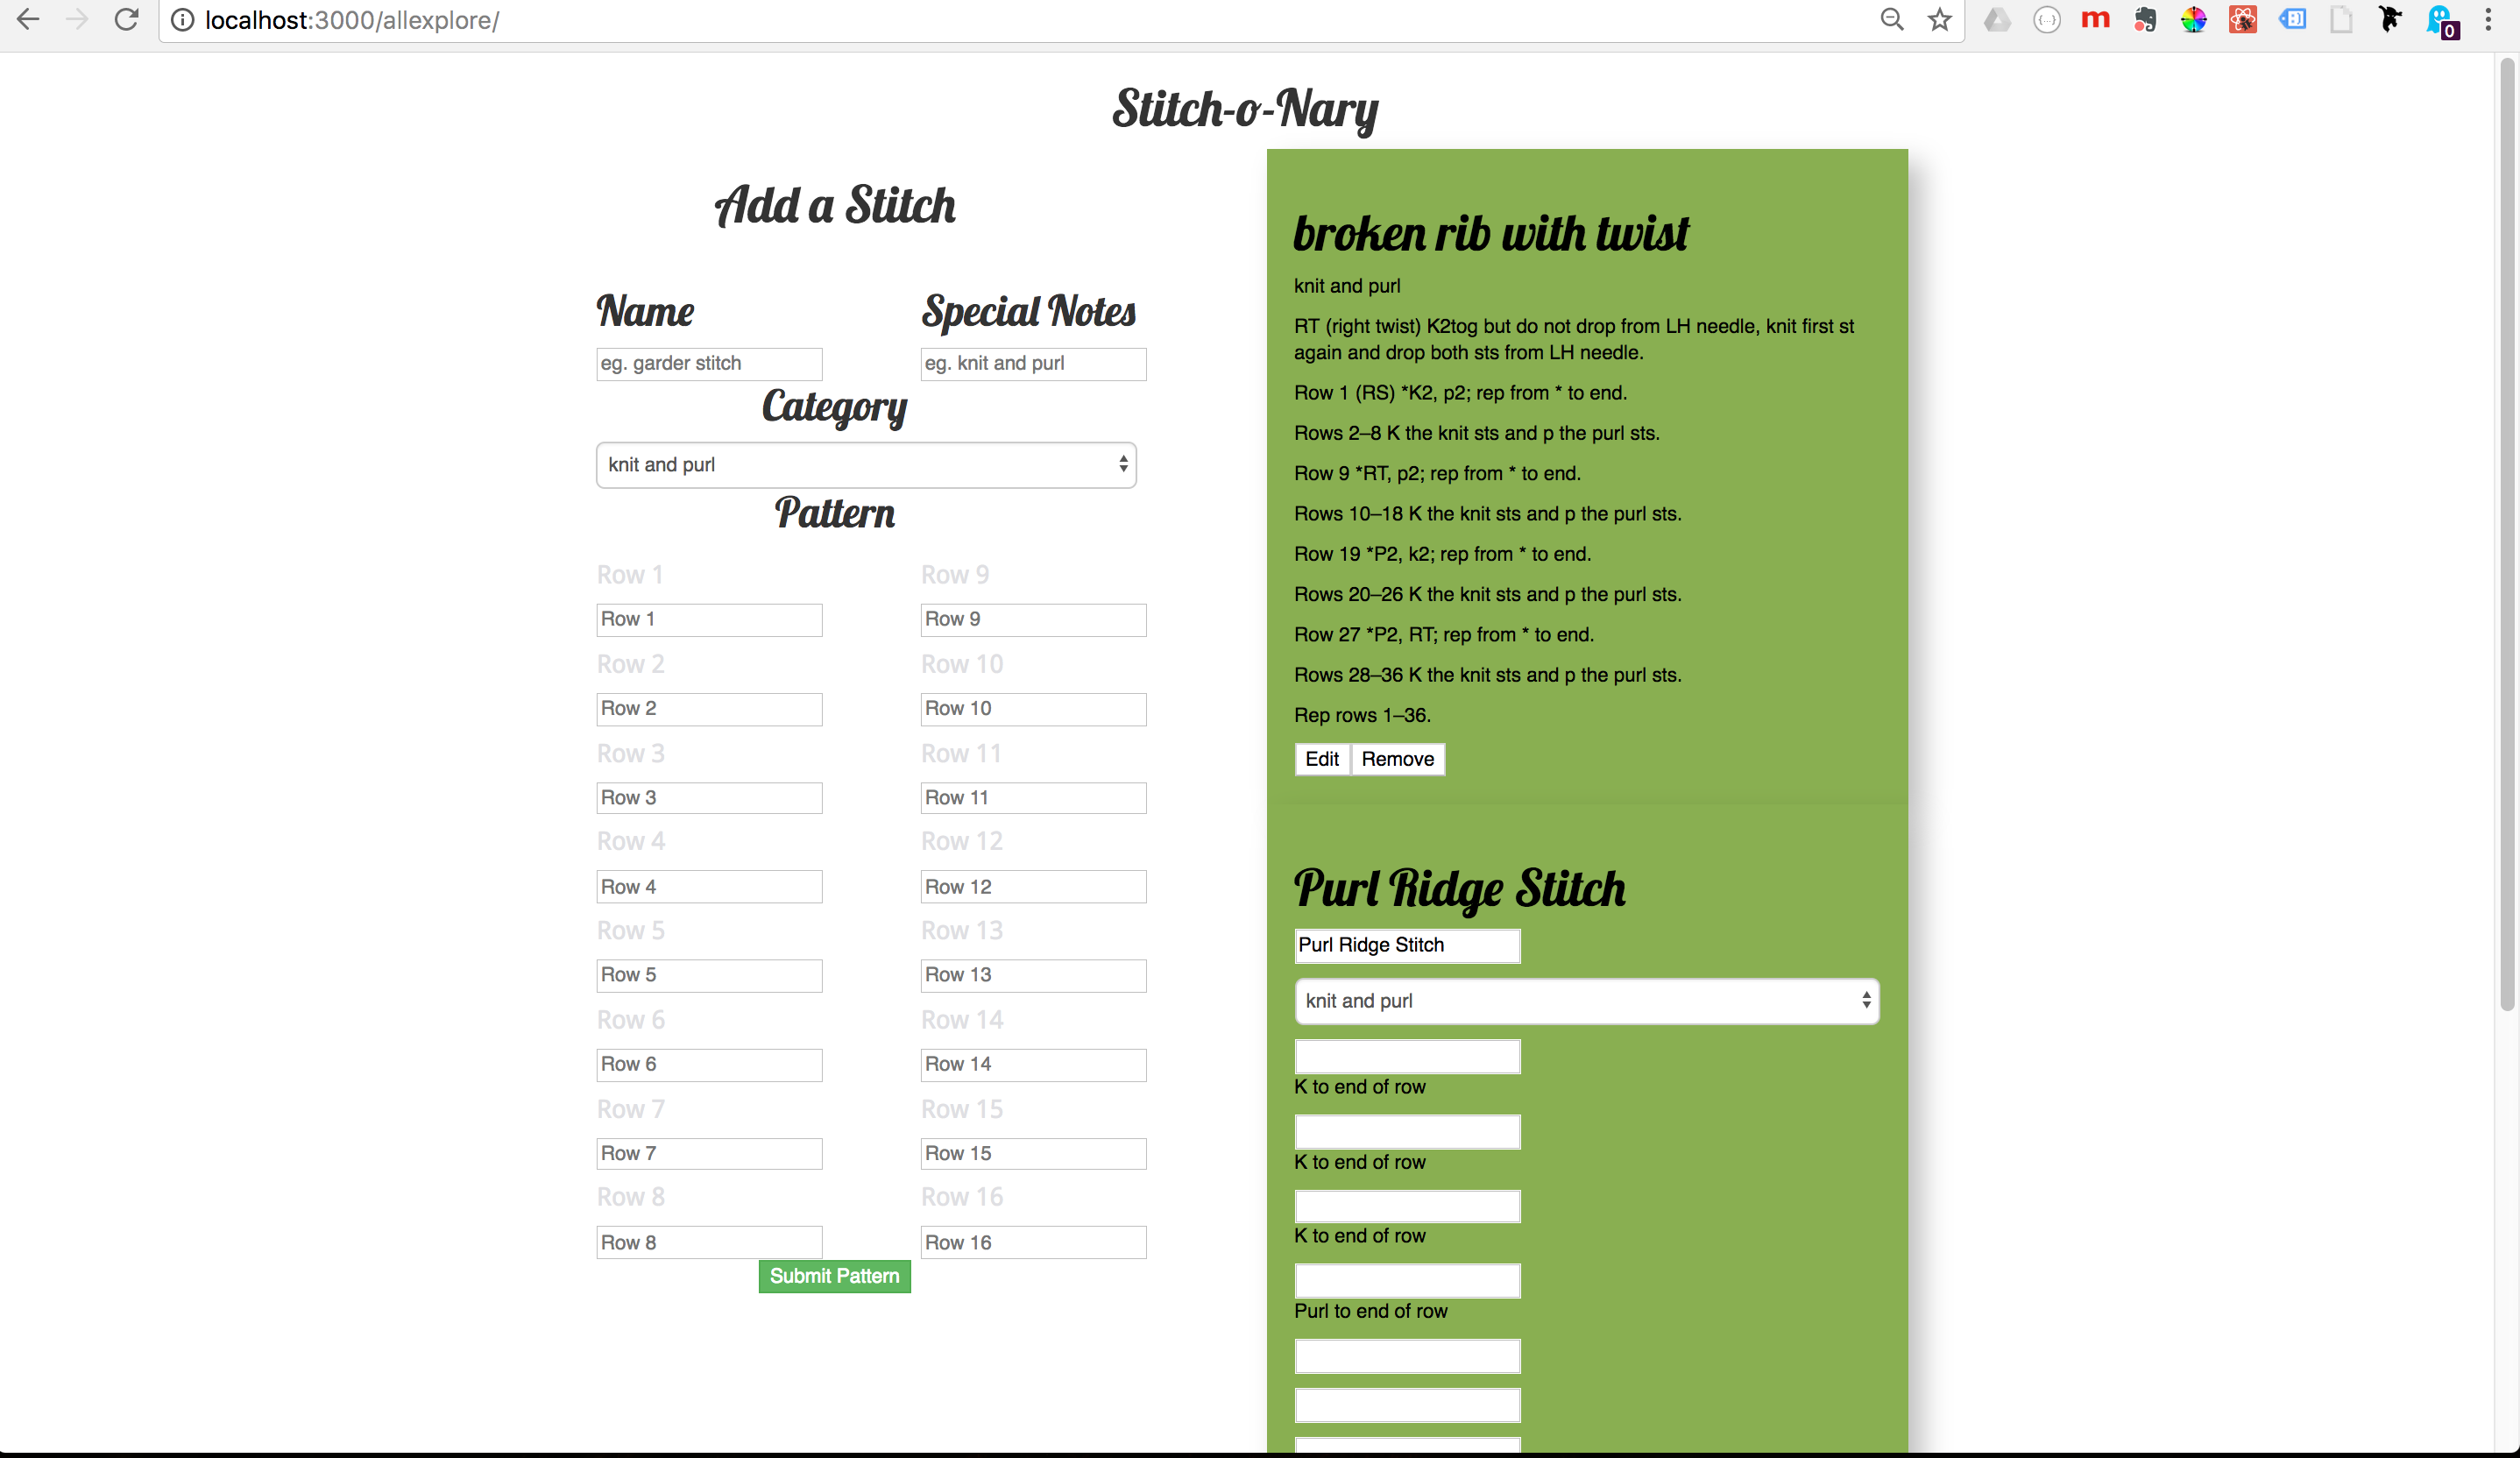 localhost:3000/allexplore/
m
{...}
0
Stitch-o-Nary
Add a Stitch
Name
Special Notes
eg. garder stitch
eg. knit and purl
Category
knit and purl
Pattern
Row 1
Row 9
Row 1
Row 9
Row 2
Row 10
Row 2
Row 10
Row 3
Row 11
Row 3
Row 11
Row 4
Row 12
Row 4
Row 12
Row 5
Row 13
Row 5
Row 13
Row 6
Row 14
Row 6
Row 14
Row 7
Row 15
Row 7
Row 15
Row 8
Row 16
Row 8
Row 16
Submit Pattern
broken rib with twist
knit and purl
RT (right twist) K2tog but do not drop from LH needle, knit first st
again and drop both sts from LH needle.
Row 1 (RS) *K2, p2; rep from * to end.
Rows 2–8 K the knit sts and p the purl sts.
Row 9 *RT, p2; rep from * to end.
Rows 10–18 K the knit sts and p the purl sts.
Row 19 *P2, k2; rep from * to end.
Rows 20–26 K the knit sts and p the purl sts.
Row 27 *P2, RT; rep from * to end.
Rows 28–36 K the knit sts and p the purl sts.
Rep rows 1–36.
Edit Remove
Purl Ridge Stitch
Purl Ridge Stitch
knit and purl
K to end of row
K to end of row
K to end of row
Purl to end of row